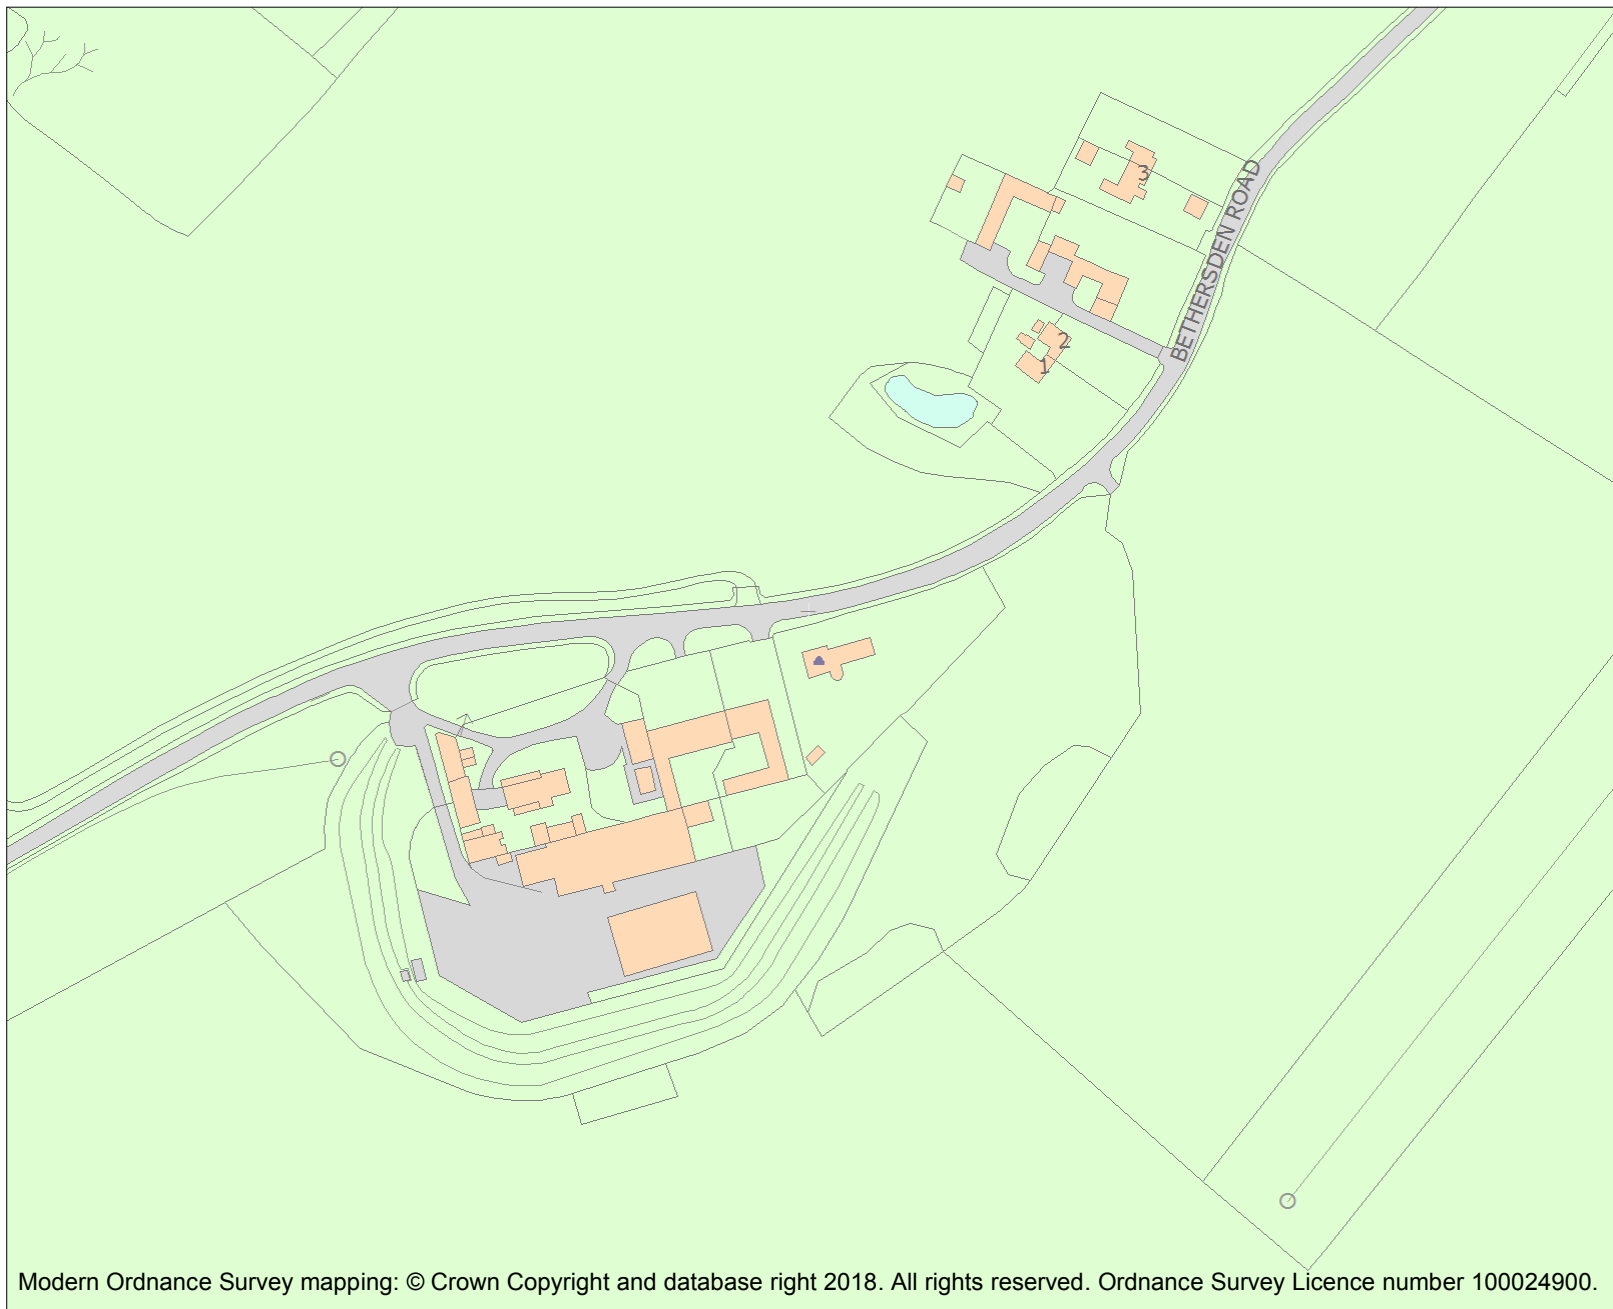 3
BETHERSDEN ROAD
2
1
Modern Ordnance Survey mapping: © Crown Copyright and database right 2018. All rights reserved. Ordnance Survey Licence number 100024900.